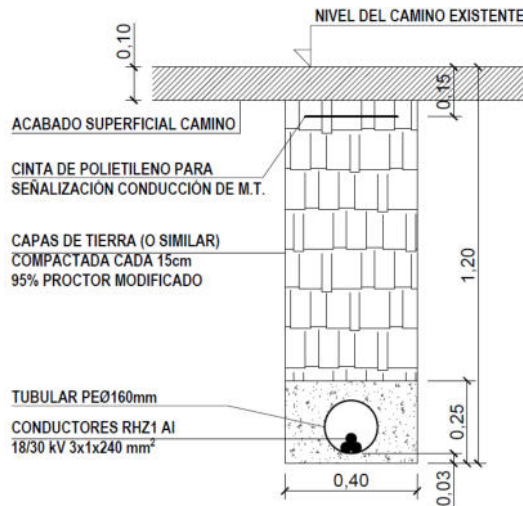 NIVEL DEL CAMINO EXISTENTE
0,10
0,15
ACABADO SUPERFICIAL CAMINO
CINTA DE POLIETILENO PARA
SEÑALIZACIÓN CONDUCCIÓN DE M.T.
CAPAS DE TIERRA (O SIMILAR)
COMPACTADA CADA 15cm
95% PROCTOR MODIFICADO
1,20
TUBULAR PEØ160mm
CONDUCTORES RHZ1 Al
18/30 kV 3x1x240 mm²
0,25
0,40
0,03